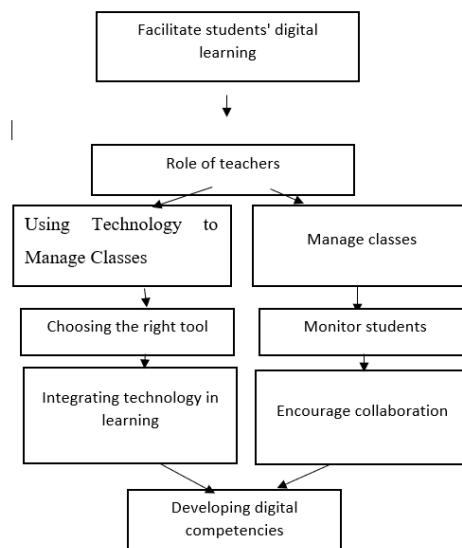 Facilitate students' digital
learning
Role of teachers
Using Technology to
Manage Classes
Manage classes
Choosing the right tool
Monitor students
Integrating technology in
learning
Encourage collaboration
Developing digital
competencies